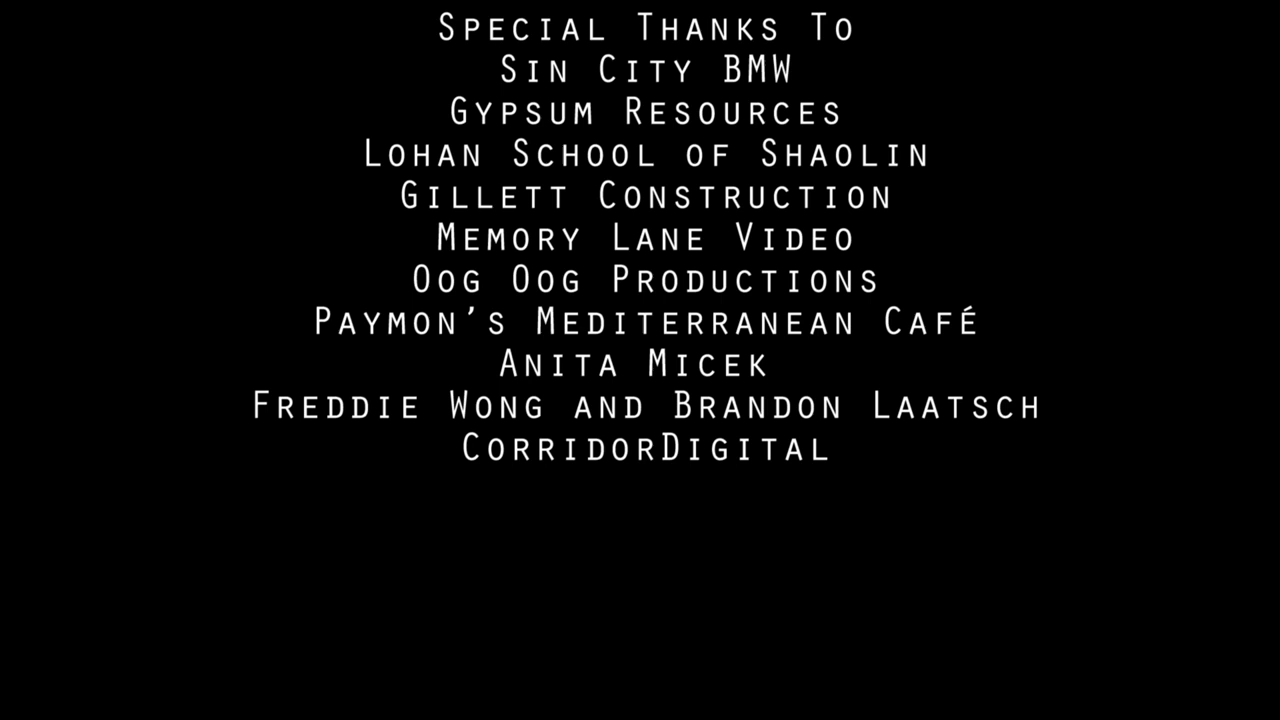 Special Thanks To
Sin City BMW
Gypsum Resources
Lohan School of Shaolin
Gillett Construction
Memory Lane Video
Oog Oog Productions
Paymon's Mediterranean Café
Anita Micek
Freddie Wong and Brandon Laatsch
CorridorDigital